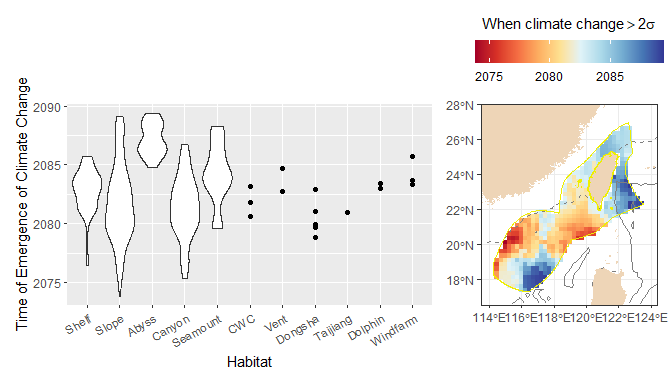 When climate change > 2σ
2075 2080 2085
Time of Emergence of Climate Change
2090
2085
2080
2075
Shelf Slope Abyss Canyon Seamount CWC Vent Dongsha Taijiang Dolphin Windfarm
Habitat
28°N
26°N
24°N
22°N
20°N
18°N
114°E 116°E 118°E 120°E 122°E 124°E